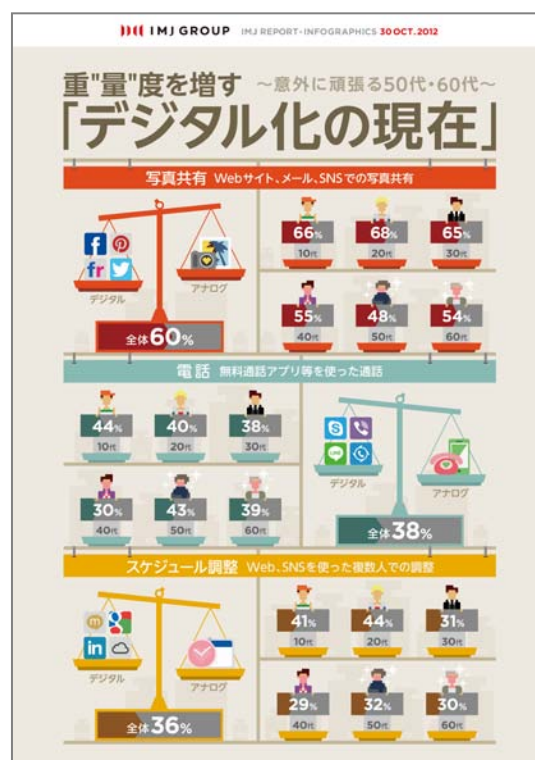 IMJ GROUP IMJ REPORT-INFOGRAPHICS 30 OCT. 2012
重"量"度を増す ～意外に頑張る50代・60代～
「デジタル化の現在」
写真共有 Webサイト、メール、SNSでの写真共有
デジタル
アナログ
全体60%
66% 68% 65%
10代 20代 30代
55% 48% 54%
40代 50代 60代
電話 無料通話アプリ等を使った通話
44% 40% 38%
10代 20代 30代
30% 43% 39%
40代 50代 60代
LINE
デジタル
アナログ
全体38%
スケジュール調整 Web、SNSを使った複数人での調整
in
デジタル
アナログ
全体36%
41% 44% 31%
10代 20代 30代
29% 32% 30%
40代 50代 60代